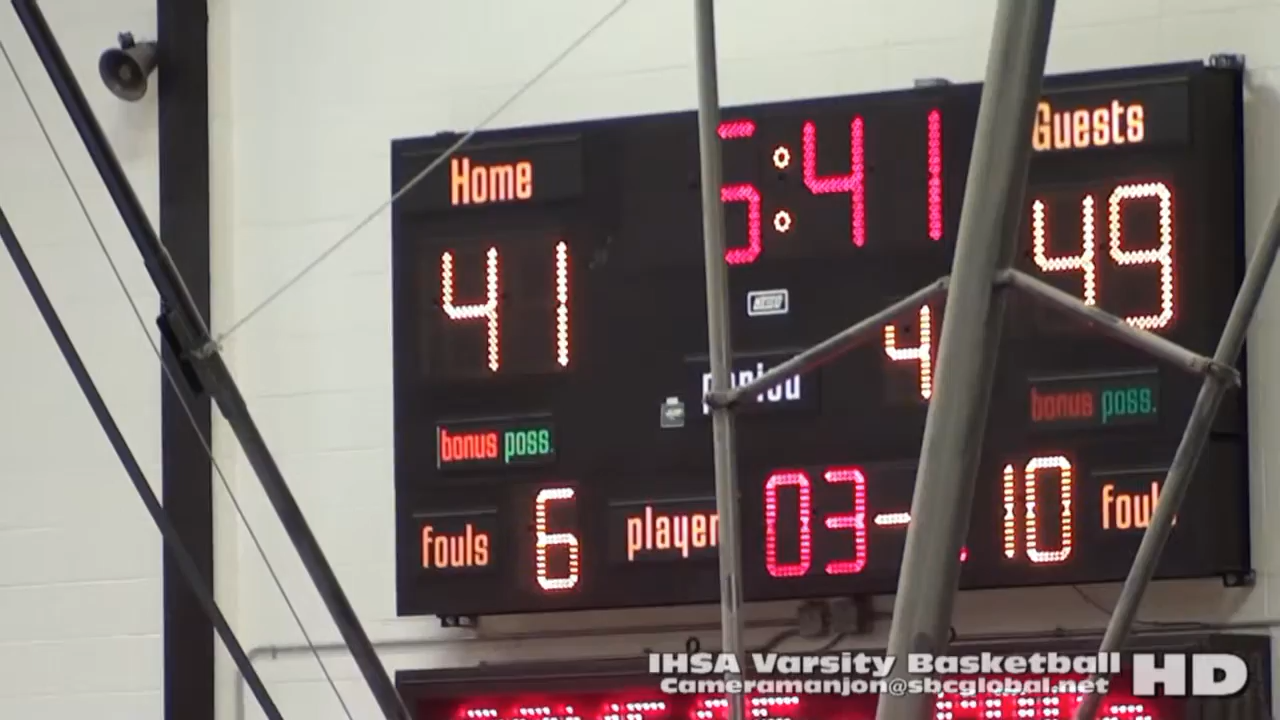 Home 5:41 Guests
41 49
period 4
bonus poss. bonus poss.
fouls 6 player 03- 10 fouls
IHSA Varsity Basketball HD
Cameramanjon@sbcglobal.net